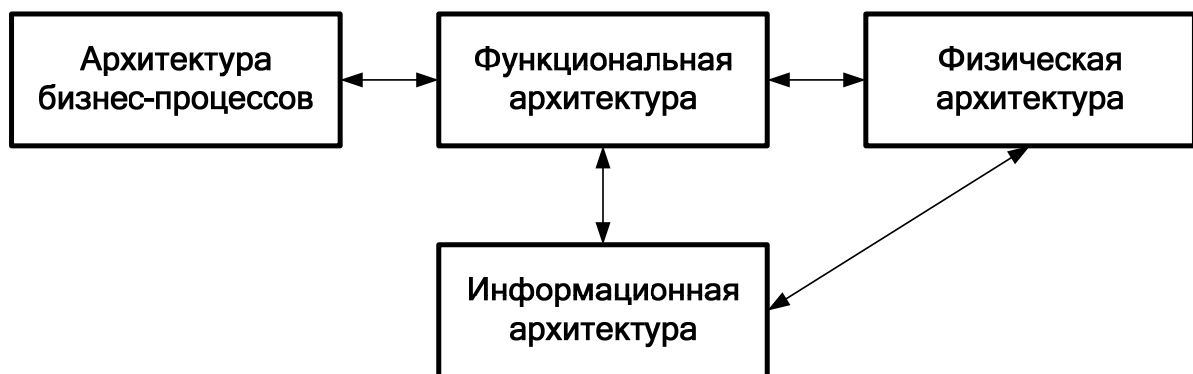 Архитектура
бизнес-процессов
Функциональная
архитектура
Физическая
архитектура
Информационная
архитектура